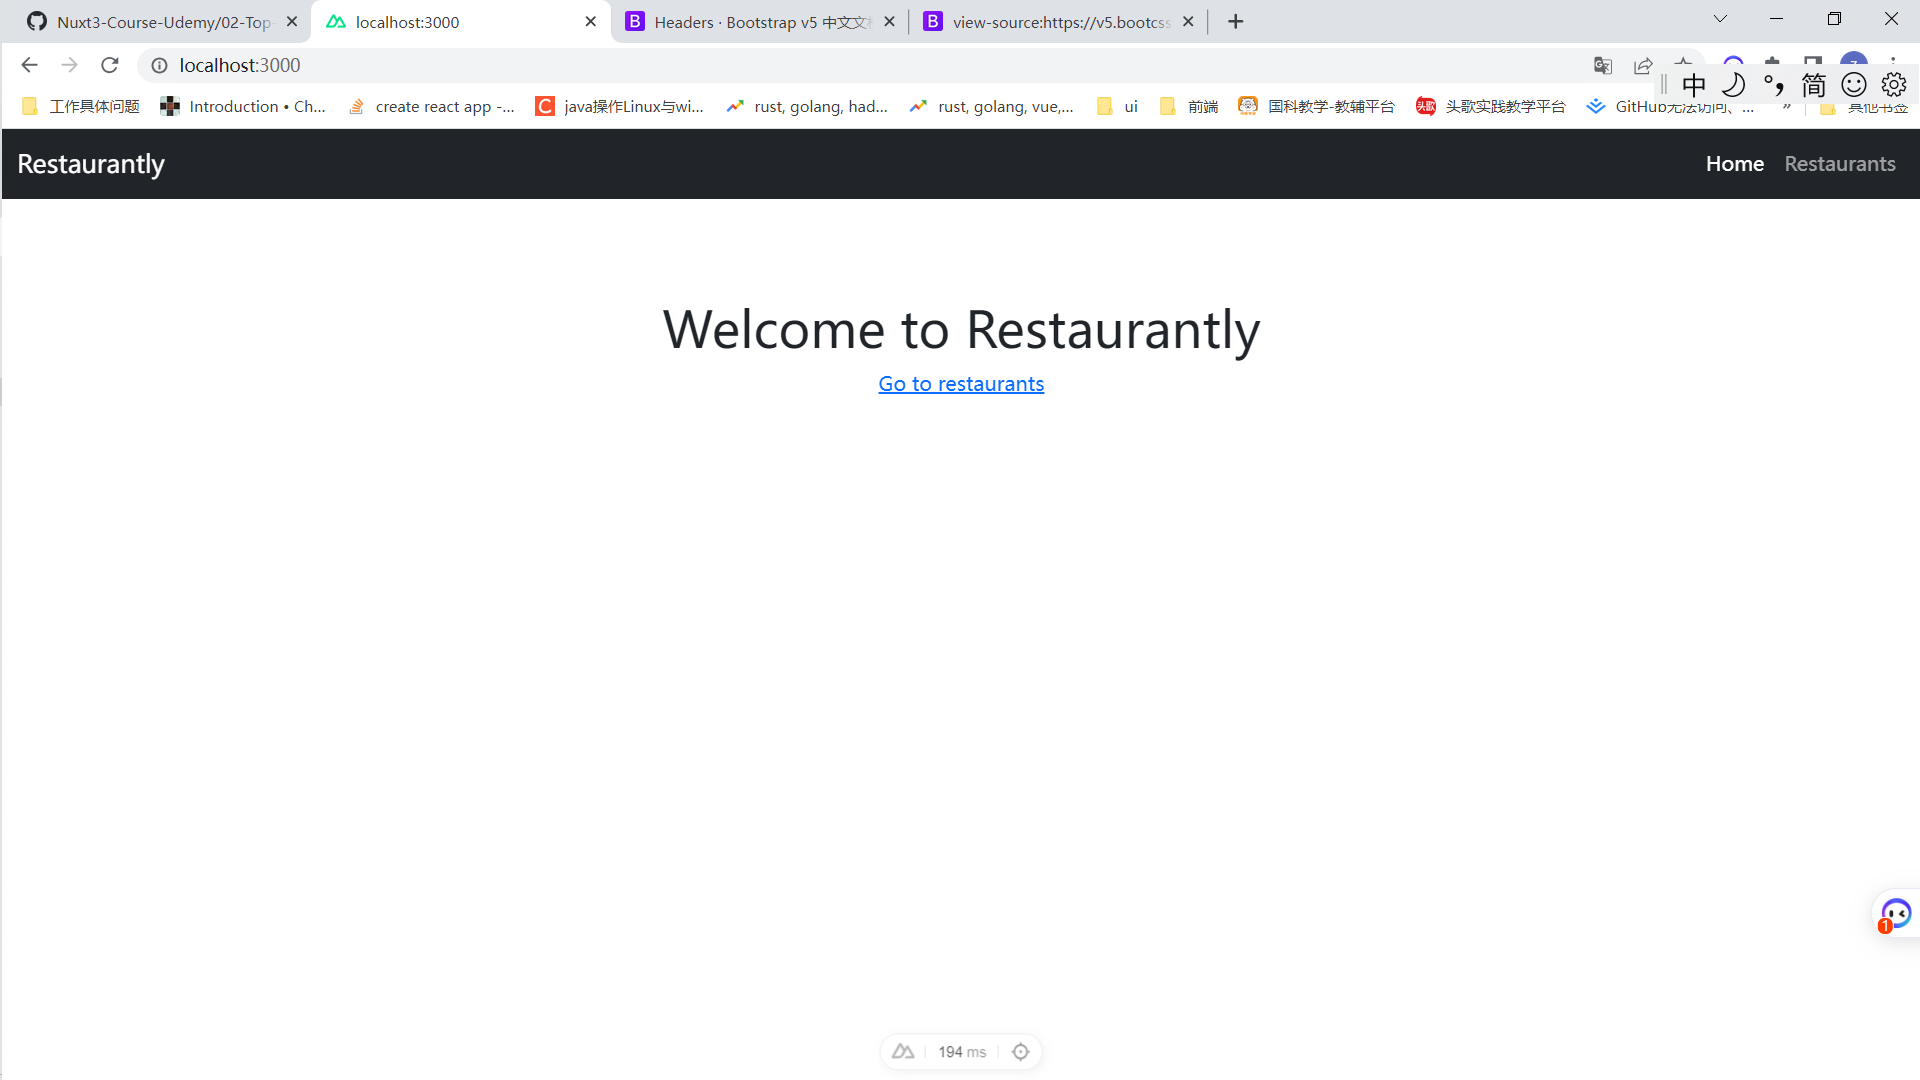 Nuxt3-Course-Udemy/02-Top-
localhost:3000
Headers · Bootstrap v5 中文文档
view-source:https://v5.bootcss
localhost:3000
中 简
工作具体问题
Introduction • Ch...
create react app -...
java操作Linux与wi...
rust, golang, had...
rust, golang, vue,...
ui
前端
国科教学-教辅平台
头歌
头歌实践教学平台
GitHub无法访问、...
»
其他书签
Restaurantly
Home
Restaurants
Welcome to Restaurantly
Go to restaurants
1
194 ms